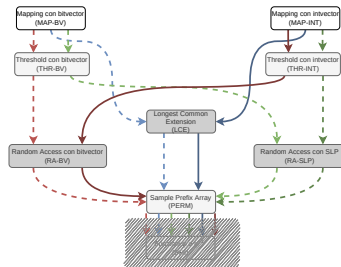 Mapping con bitvector
(MAP-BV)
Mapping con intvector
(MAP-INT)
Threshold con bitvector
(THR-BV)
Threshold con intvector
(THR-INT)
Longest Common
Extension
(LCE)
Random Access con bitvector
(RA-BV)
Random Access con SLP
(RA-SLP)
Sample Prefix Array
(PERM)